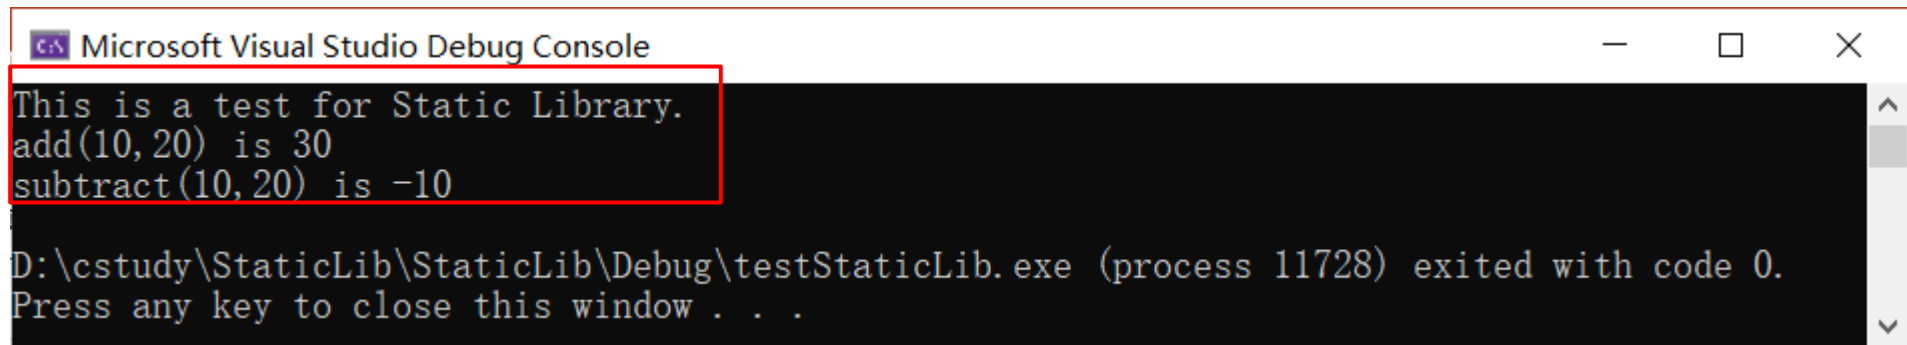 Microsoft Visual Studio Debug Console
This is a test for Static Library.
add(10,20) is 30
subtract(10,20) is -10
D:\cstudy\StaticLib\StaticLib\Debug\testStaticLib.exe (process 11728) exited with code 0.
Press any key to close this window . . .